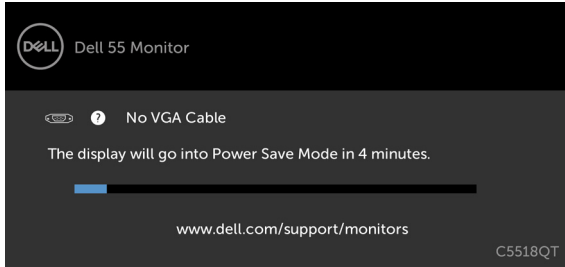 DELL
Dell 55 Monitor
? No VGA Cable
The display will go into Power Save Mode in 4 minutes.
www.dell.com/support/monitors
C5518QT